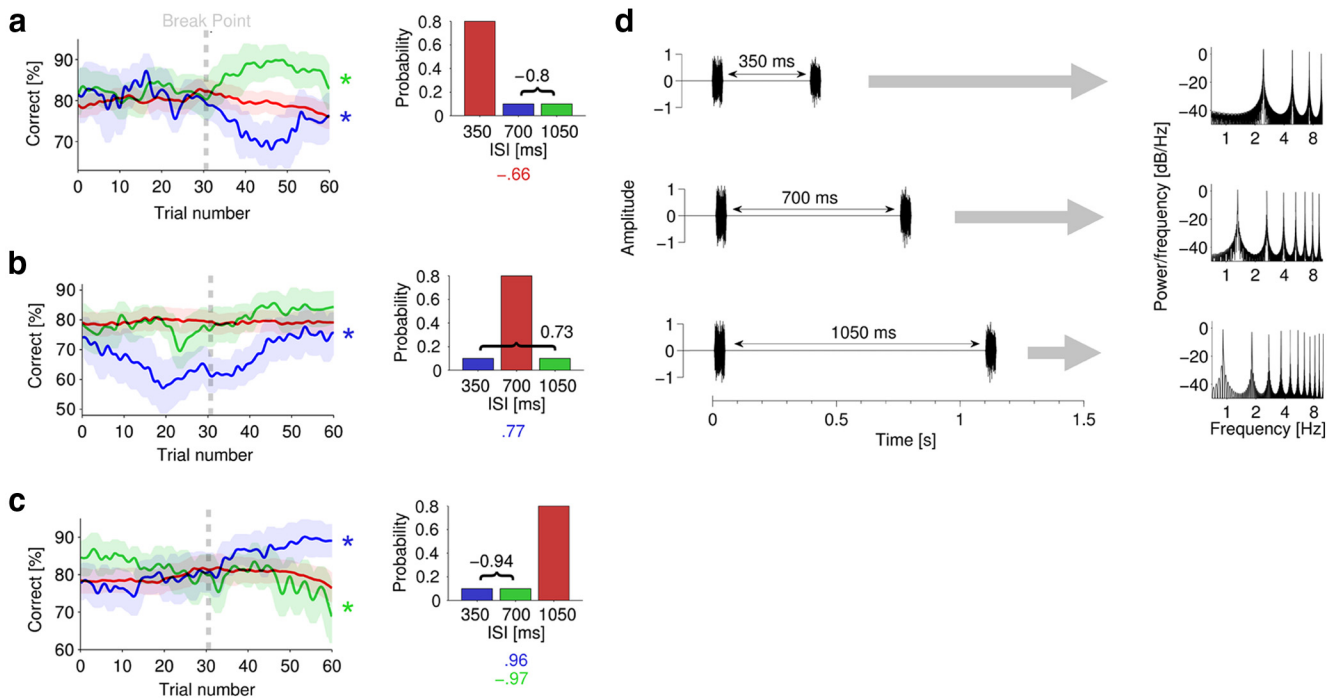 a
Break Point
Correct [%]
90
80
70
0 10 20 30 40 50 60
Trial number
*
*
Probability
0.8
0.6
0.4
0.2
0
−0.8
350 700 1050
ISI [ms]
−.66
b
Correct [%]
90
80
70
60
50
0 10 20 30 40 50 60
Trial number
*
Probability
0.8
0.6
0.4
0.2
0
0.73
350 700 1050
ISI [ms]
.77
c
Correct [%]
90
80
70
60
0 10 20 30 40 50 60
Trial number
*
*
Probability
0.8
0.6
0.4
0.2
0
−0.94
350 700 1050
ISI [ms]
.96
−.97
d
Amplitude
1
0
−1
350 ms
1
0
−1
700 ms
1
0
−1
1050 ms
0 0.5 1 1.5
Time [s]
Power/frequency [dB/Hz]
0
−20
−40
1 2 4 8
0
−20
−40
1 2 4 8
0
−20
−40
1 2 4 8
Frequency [Hz]